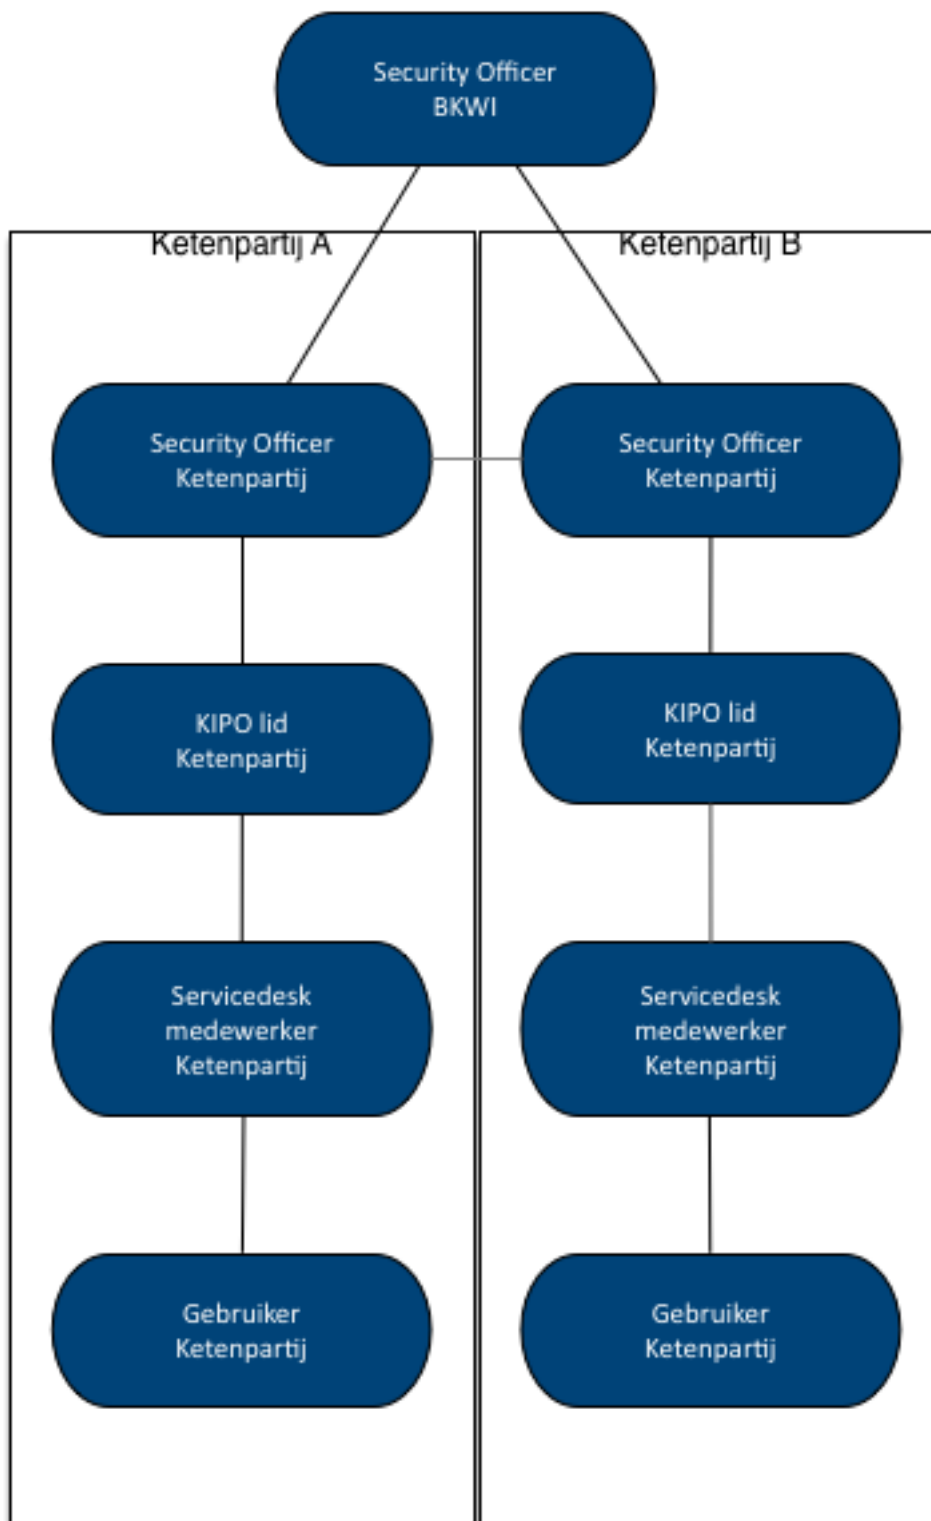 Security Officer
BKWI
Ketenpartij A
Ketenpartij B
Security Officer
Ketenpartij
Security Officer
Ketenpartij
KIPO lid
Ketenpartij
KIPO lid
Ketenpartij
Servicedesk
medewerker
Ketenpartij
Servicedesk
medewerker
Ketenpartij
Gebruiker
Ketenpartij
Gebruiker
Ketenpartij